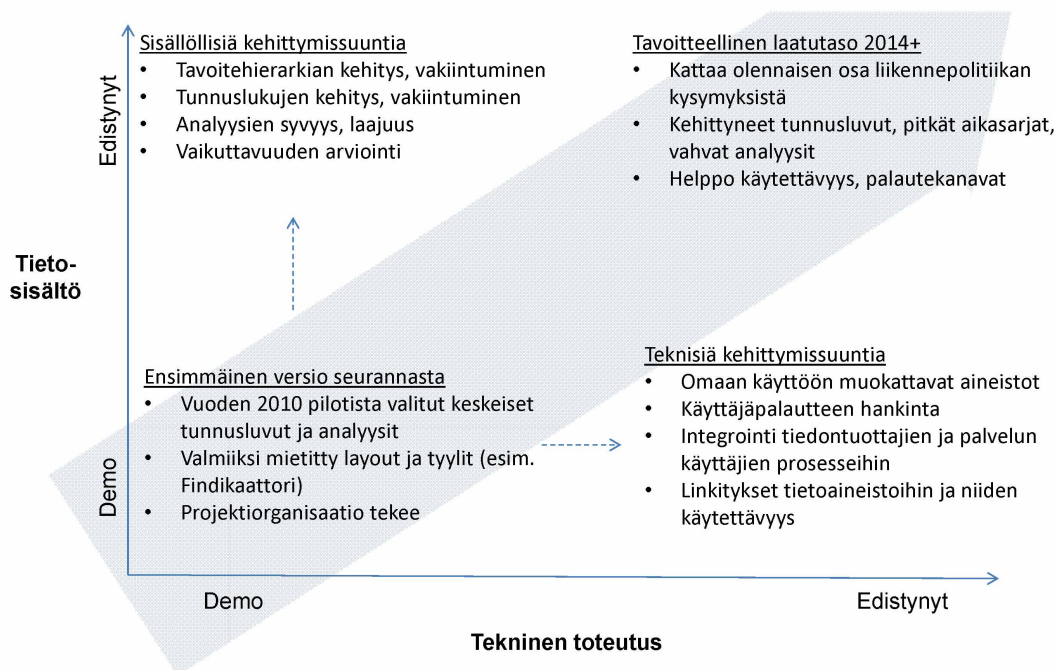 Sisällöllisiä kehittymissuuntia
• Tavoitehierarkian kehitys, vakiintuminen
• Tunnuslukujen kehitys, vakiintuminen
• Analyysien syvyys, laajuus
• Vaikuttavuuden arviointi
Tavoitteellinen laatutaso 2014+
• Kattaa olennaisen osa liikennepolitiikan
kysymyksistä
• Kehittyneet tunnusluvut, pitkät aikasarjat,
vahvat analyysit
• Helppo käytettävyys, palautekanavat
Edistynyt
Tieto-
sisältö
Demo
Ensimmäinen versio seurannasta
• Vuoden 2010 pilotista valitut keskeiset
tunnusluvut ja analyysit
• Valmiiksi mietitty layout ja tyylit (esim.
Findikaattori)
• Projektiorganisaatio tekee
Teknisiä kehittymissuuntia
• Omaan käyttöön muokattavat aineistot
• Käyttäjäpalautteen hankinta
• Integrointi tiedontuottajien ja palvelun
käyttäjien prosesseihin
• Linkitykset tietoaineistoihin ja niiden
käytettävyys
Demo
Edistynyt
Tekninen toteutus